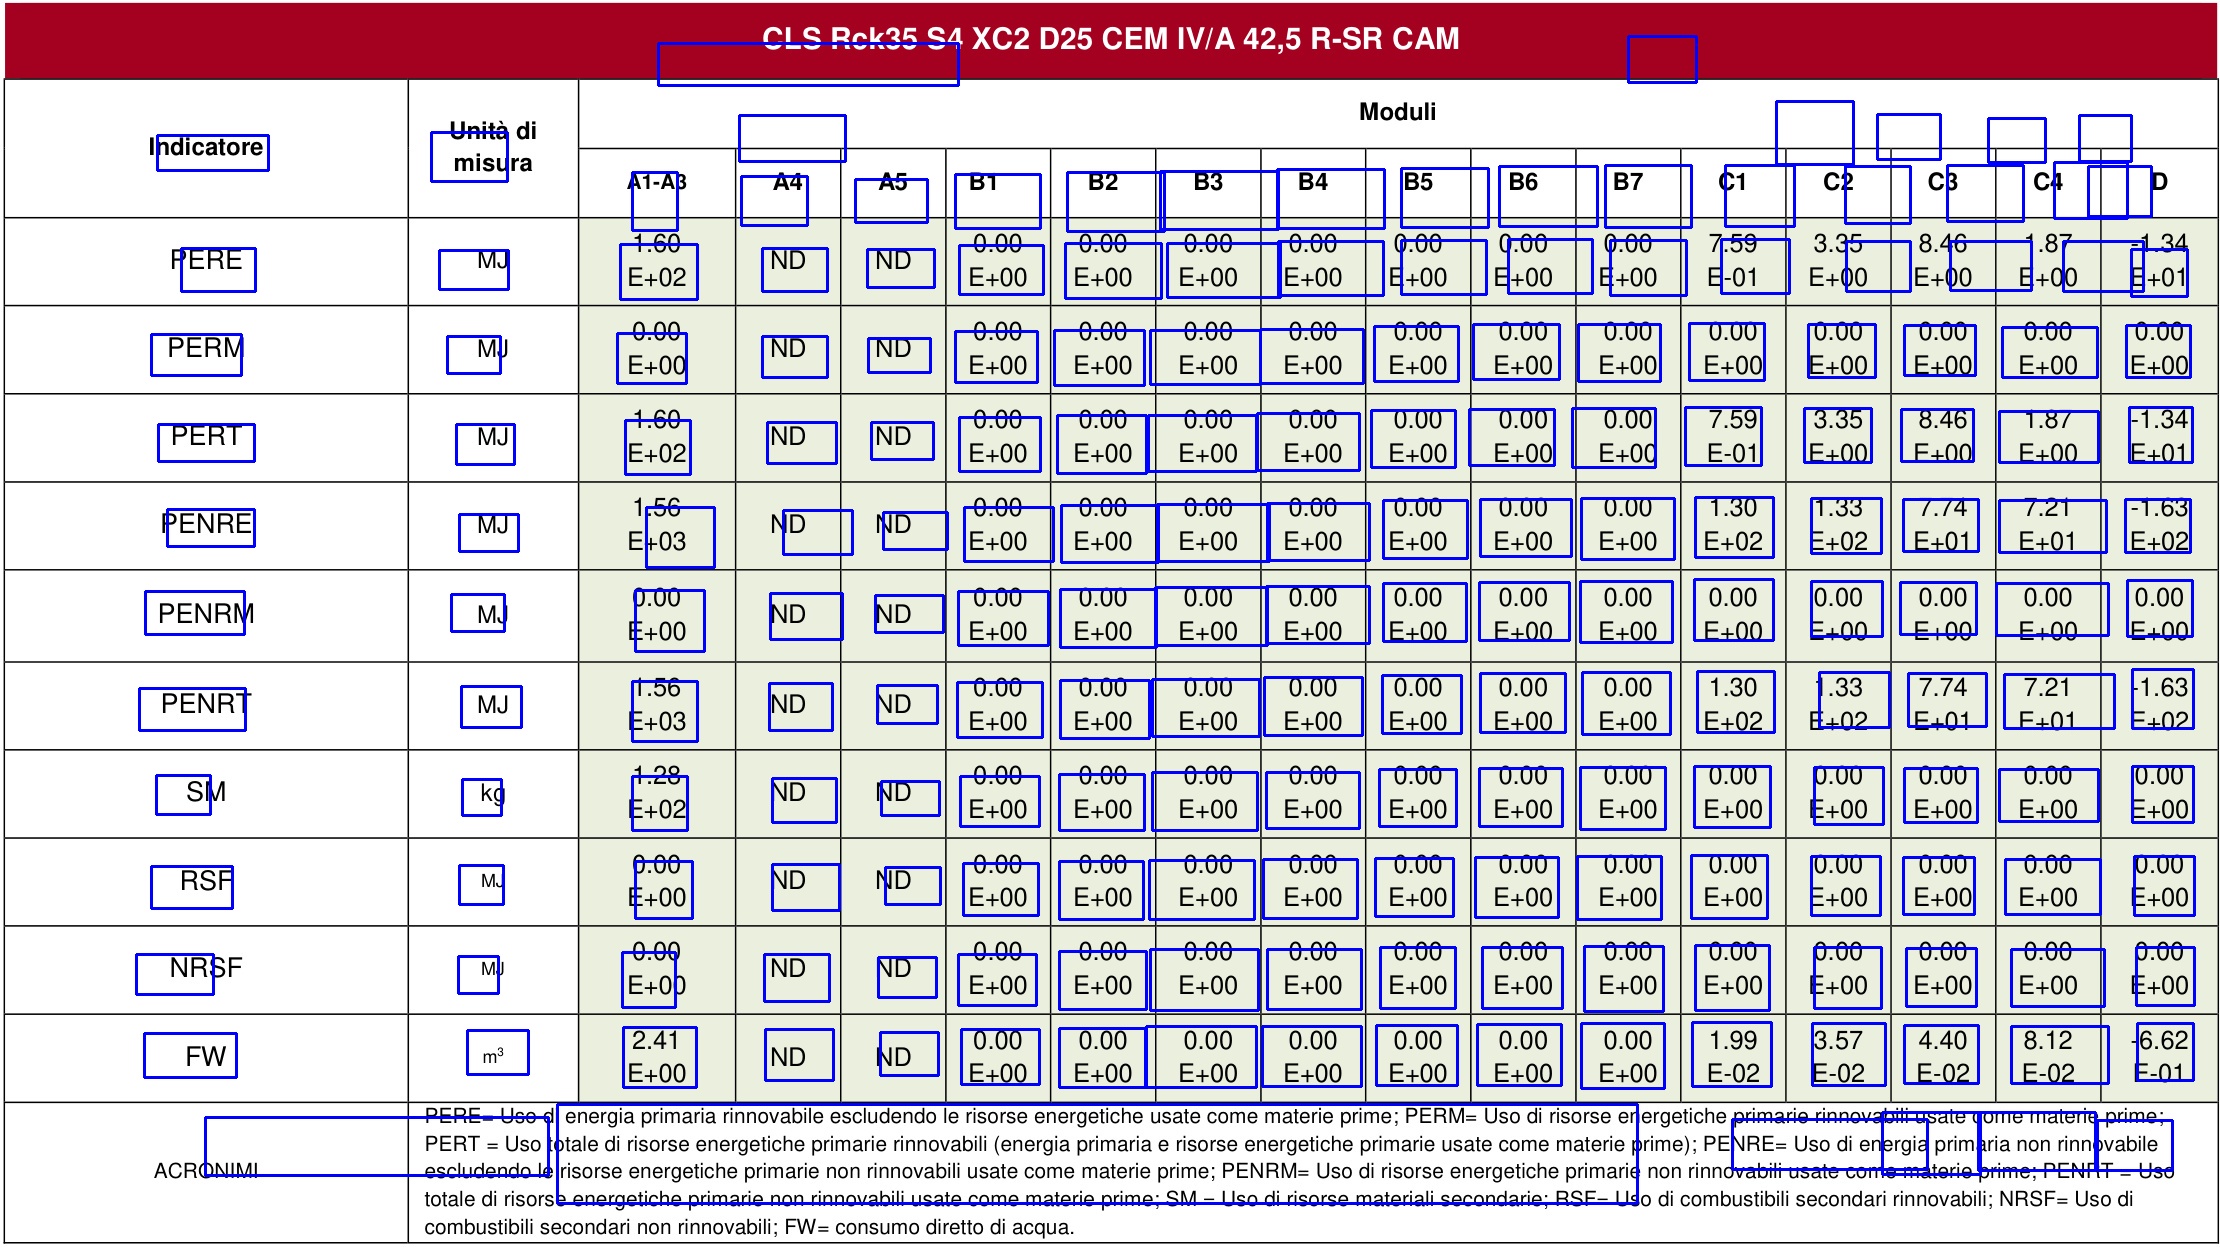 CLS Rck35 S4 XC2 D25 CEM IV/A 42,5 R-SR CAM
Indicatore Unità di misura Moduli
A1-A3 A4 A5 B1 B2 B3 B4 B5 B6 B7 C1 C2 C3 C4 D
PERE MJ 1.60 E+02 ND ND 0.00 E+00 0.00 E+00 0.00 E+00 0.00 E+00 0.00 E+00 0.00 E+00 0.00 E+00 7.59 E-01 3.35 E+00 8.46 E+00 1.87 E+00 -1.34 E+01
PERM MJ 0.00 E+00 ND ND 0.00 E+00 0.00 E+00 0.00 E+00 0.00 E+00 0.00 E+00 0.00 E+00 0.00 E+00 0.00 E+00 0.00 E+00 0.00 E+00 0.00 E+00 0.00 E+00
PERT MJ 1.60 E+02 ND ND 0.00 E+00 0.00 E+00 0.00 E+00 0.00 E+00 0.00 E+00 0.00 E+00 0.00 E+00 7.59 E-01 3.35 E+00 8.46 E+00 1.87 E+00 -1.34 E+01
PENRE MJ 1.56 E+03 ND ND 0.00 E+00 0.00 E+00 0.00 E+00 0.00 E+00 0.00 E+00 0.00 E+00 0.00 E+00 1.30 E+02 1.33 E+02 7.74 E+01 7.21 E+01 -1.63 E+02
PENRM MJ 0.00 E+00 ND ND 0.00 E+00 0.00 E+00 0.00 E+00 0.00 E+00 0.00 E+00 0.00 E+00 0.00 E+00 0.00 E+00 0.00 E+00 0.00 E+00 0.00 E+00 0.00 E+00
PENRT MJ 1.56 E+03 ND ND 0.00 E+00 0.00 E+00 0.00 E+00 0.00 E+00 0.00 E+00 0.00 E+00 0.00 E+00 1.30 E+02 1.33 E+02 7.74 E+01 7.21 E+01 -1.63 E+02
SM kg 1.28 E+02 ND ND 0.00 E+00 0.00 E+00 0.00 E+00 0.00 E+00 0.00 E+00 0.00 E+00 0.00 E+00 0.00 E+00 0.00 E+00 0.00 E+00 0.00 E+00 0.00 E+00
RSF MJ 0.00 E+00 ND ND 0.00 E+00 0.00 E+00 0.00 E+00 0.00 E+00 0.00 E+00 0.00 E+00 0.00 E+00 0.00 E+00 0.00 E+00 0.00 E+00 0.00 E+00 0.00 E+00
NRSF MJ 0.00 E+00 ND ND 0.00 E+00 0.00 E+00 0.00 E+00 0.00 E+00 0.00 E+00 0.00 E+00 0.00 E+00 0.00 E+00 0.00 E+00 0.00 E+00 0.00 E+00 0.00 E+00
FW m³ 2.41 E+00 ND ND 0.00 E+00 0.00 E+00 0.00 E+00 0.00 E+00 0.00 E+00 0.00 E+00 0.00 E+00 1.99 E-02 3.57 E-02 4.40 E-02 8.12 E-02 -6.62 E-01
ACRONIMI
PERE= Uso di energia primaria rinnovabile escludendo le risorse energetiche usate come materie prime; PERM= Uso di risorse energetiche primarie rinnovabili usate come materie prime;
PERT = Uso totale di risorse energetiche primarie rinnovabili (energia primaria e risorse energetiche primarie usate come materie prime); PENRE= Uso di energia primaria non rinnovabile
escludendo le risorse energetiche primarie non rinnovabili usate come materie prime; PENRM= Uso di risorse energetiche primarie non rinnovabili usate come materie prime; PENRT = Uso
totale di risorse energetiche primarie non rinnovabili usate come materie prime; SM = Uso di risorse materiali secondarie; RSF= Uso di combustibili secondari rinnovabili; NRSF= Uso di
combustibili secondari non rinnovabili; FW= consumo diretto di acqua.